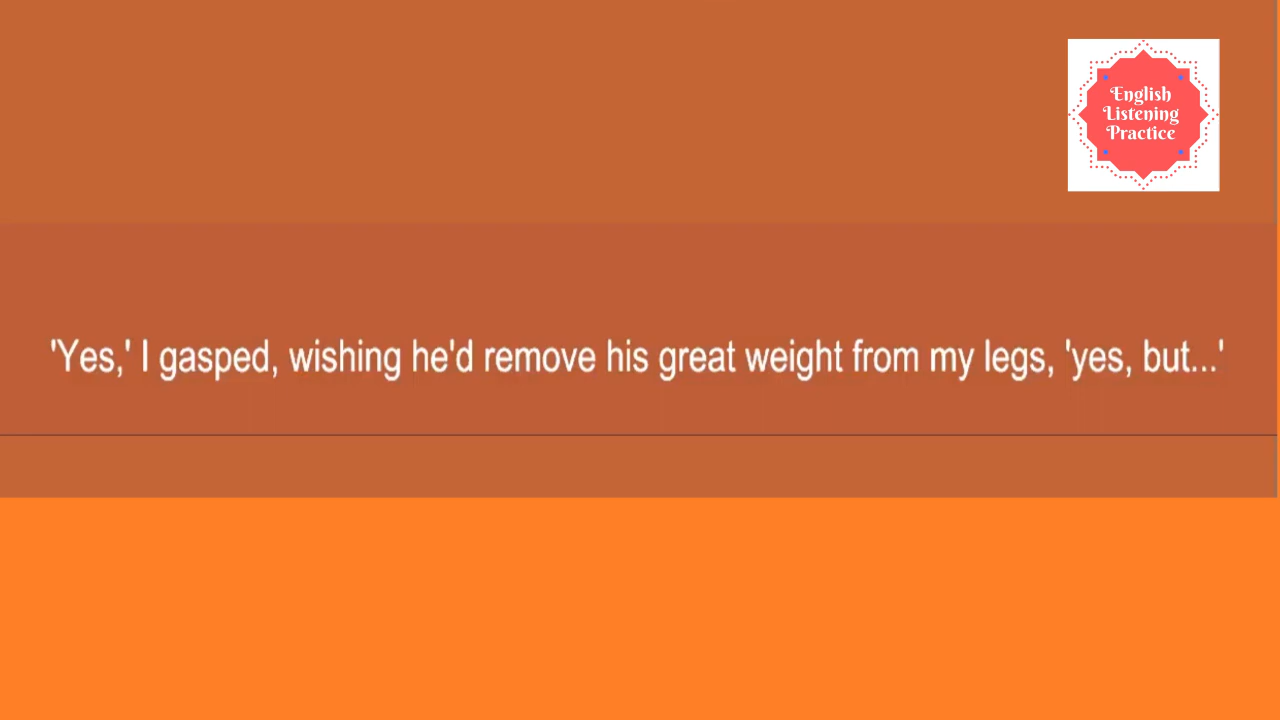 English
Listening
Practice
'Yes,' I gasped, wishing he'd remove his great weight from my legs, 'yes, but...'